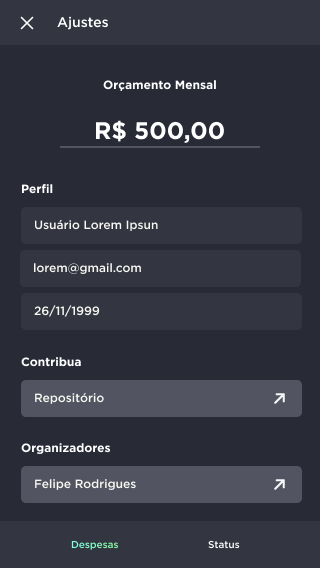 Ajustes
Orçamento Mensal
R$ 500,00
Perfil
Usuário Lorem Ipsun
lorem@gmail.com
26/11/1999
Contribua
Repositório
Organizadores
Felipe Rodrigues
Despesas Status